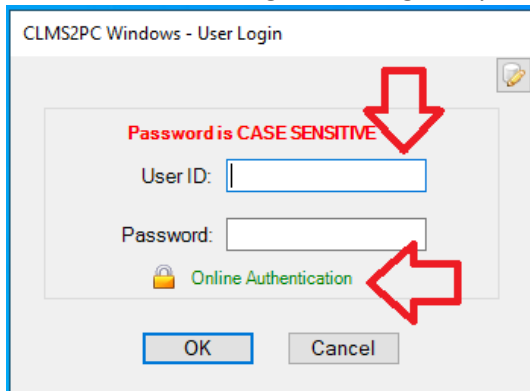 CLMS2PC Windows - User Login
Password is CASE SENSITIVE
User ID:
Password:
Online Authentication
OK
Cancel